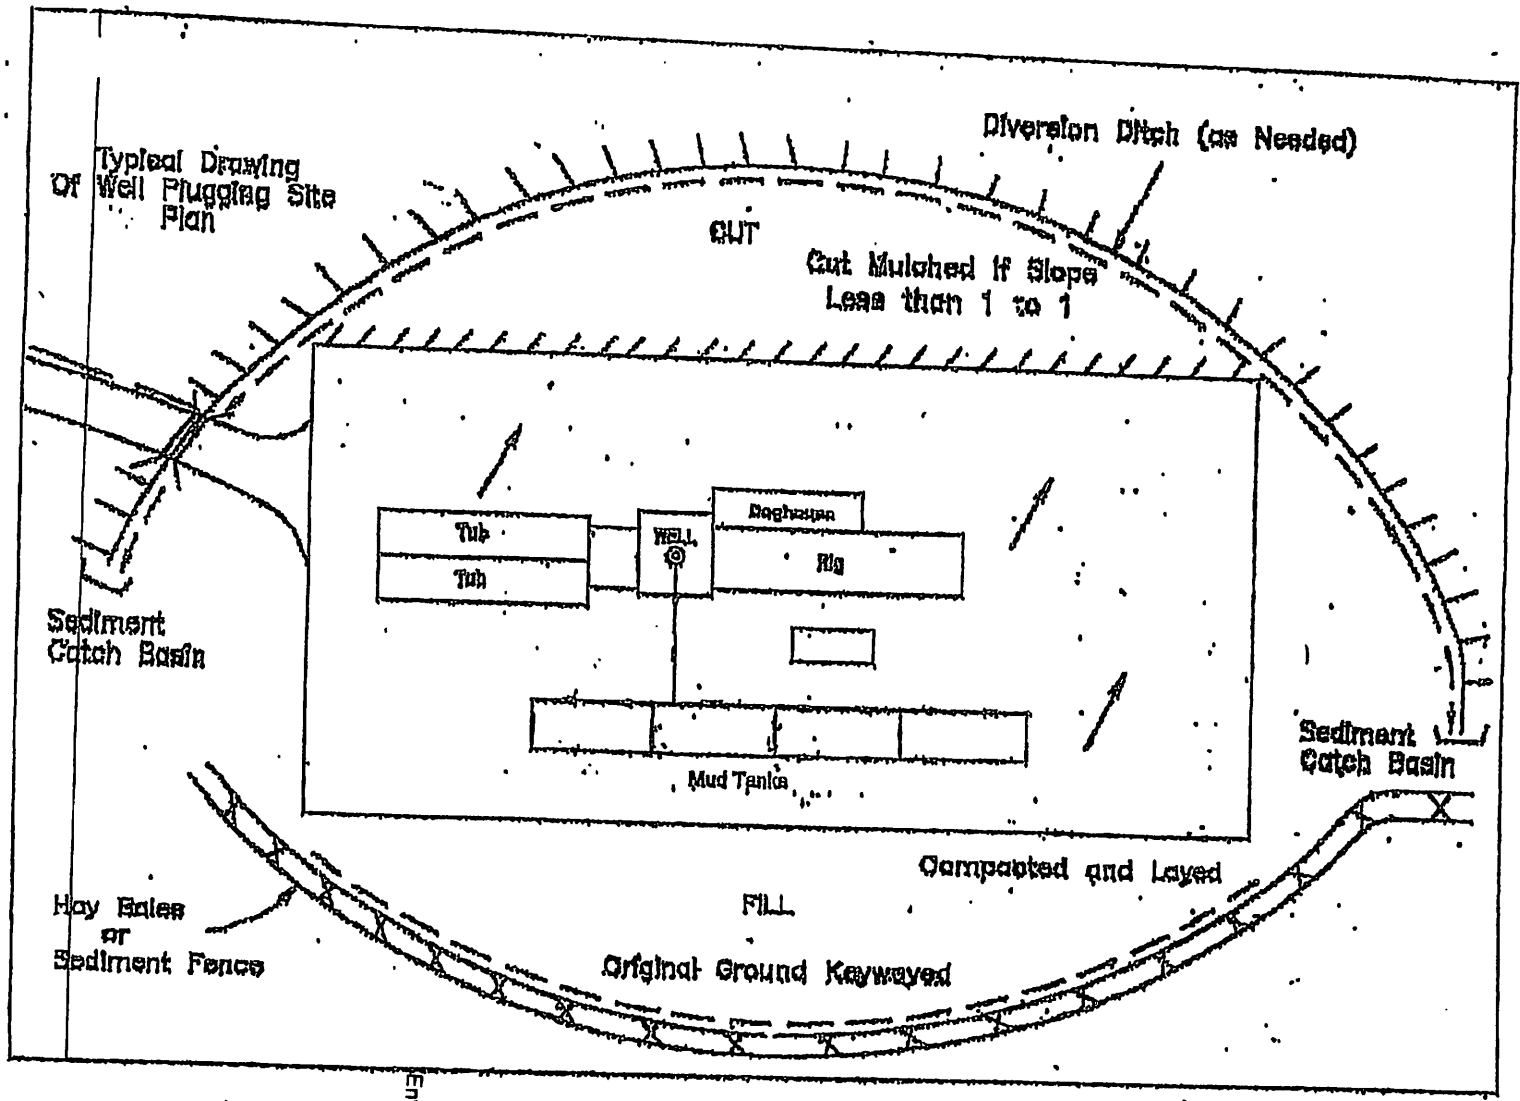 Diversion Ditch (as Needed)
Typical Drawing
Of Well Plugging Site
Plan
CUT
Cut Mulched if Slope
Less than 1 to 1
Doghouse
Tub
WELL
Rig
Tub
Sediment
Catch Basin
Sediment
Catch Basin
Mud Tanks
Compacted and Layed
Hay Bales
or
Sediment Fence
FILL
Original Ground Keywayed